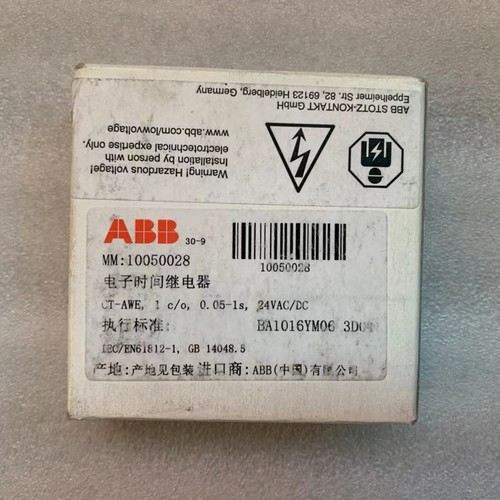 ABB STOTZ-KONTAKT GmbH
Eppelheimer Str. 82, 69123 Heidelberg, Germany
Warning! Hazardous voltage!
Installation by person with
electrotechnical expertise only.
www.abb.com/lowvoltage
ABB 30-9
MM:10050028
10050028
电子时间继电器
CT-AWE, 1 c/o, 0.05-1s, 24VAC/DC
执行标准: BA1016YM06
IEC/EN61812-1, GB 14048.5
产地:产地见包装 进口商: ABB(中国)有限公司